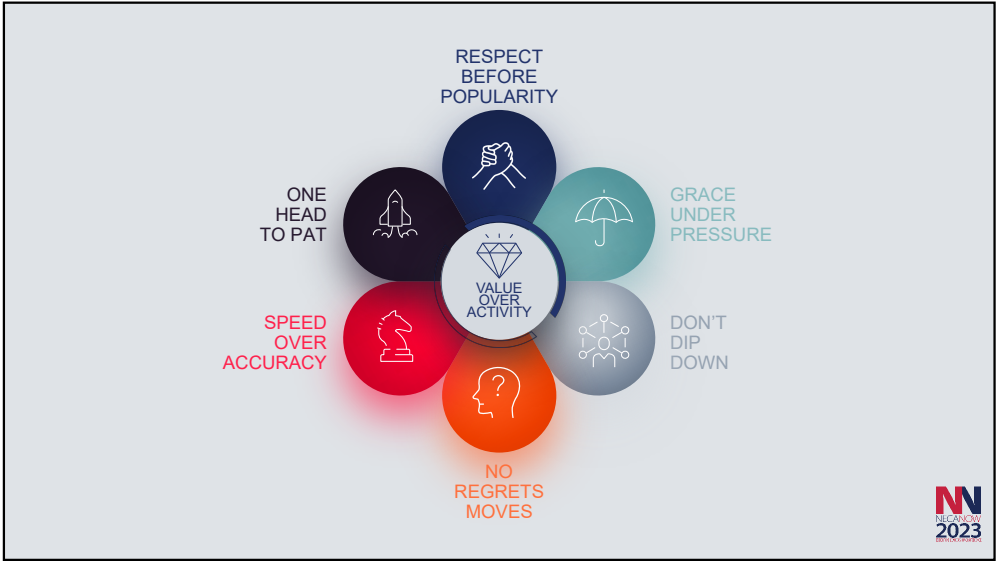 RESPECT
BEFORE
POPULARITY
ONE
HEAD
TO PAT
GRACE
UNDER
PRESSURE
VALUE
OVER
ACTIVITY
SPEED
OVER
ACCURACY
DON’T
DIP
DOWN
?
NO
REGRETS
MOVES
NN
NECANOW
2023